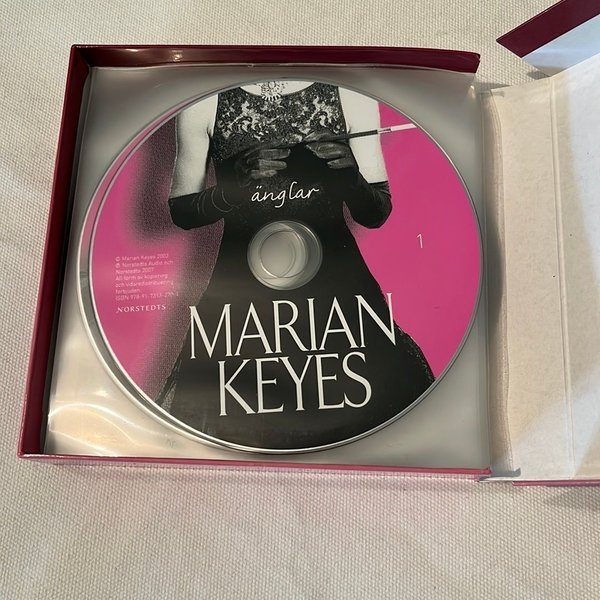 änglar
1
© Marian Keyes 2002
℗ Norstedts Audio och
Norstedts 2007
All form av kopiering
och vidaredistribuering
förbjuden.
NORSTEDTS
MARIAN
KEYES